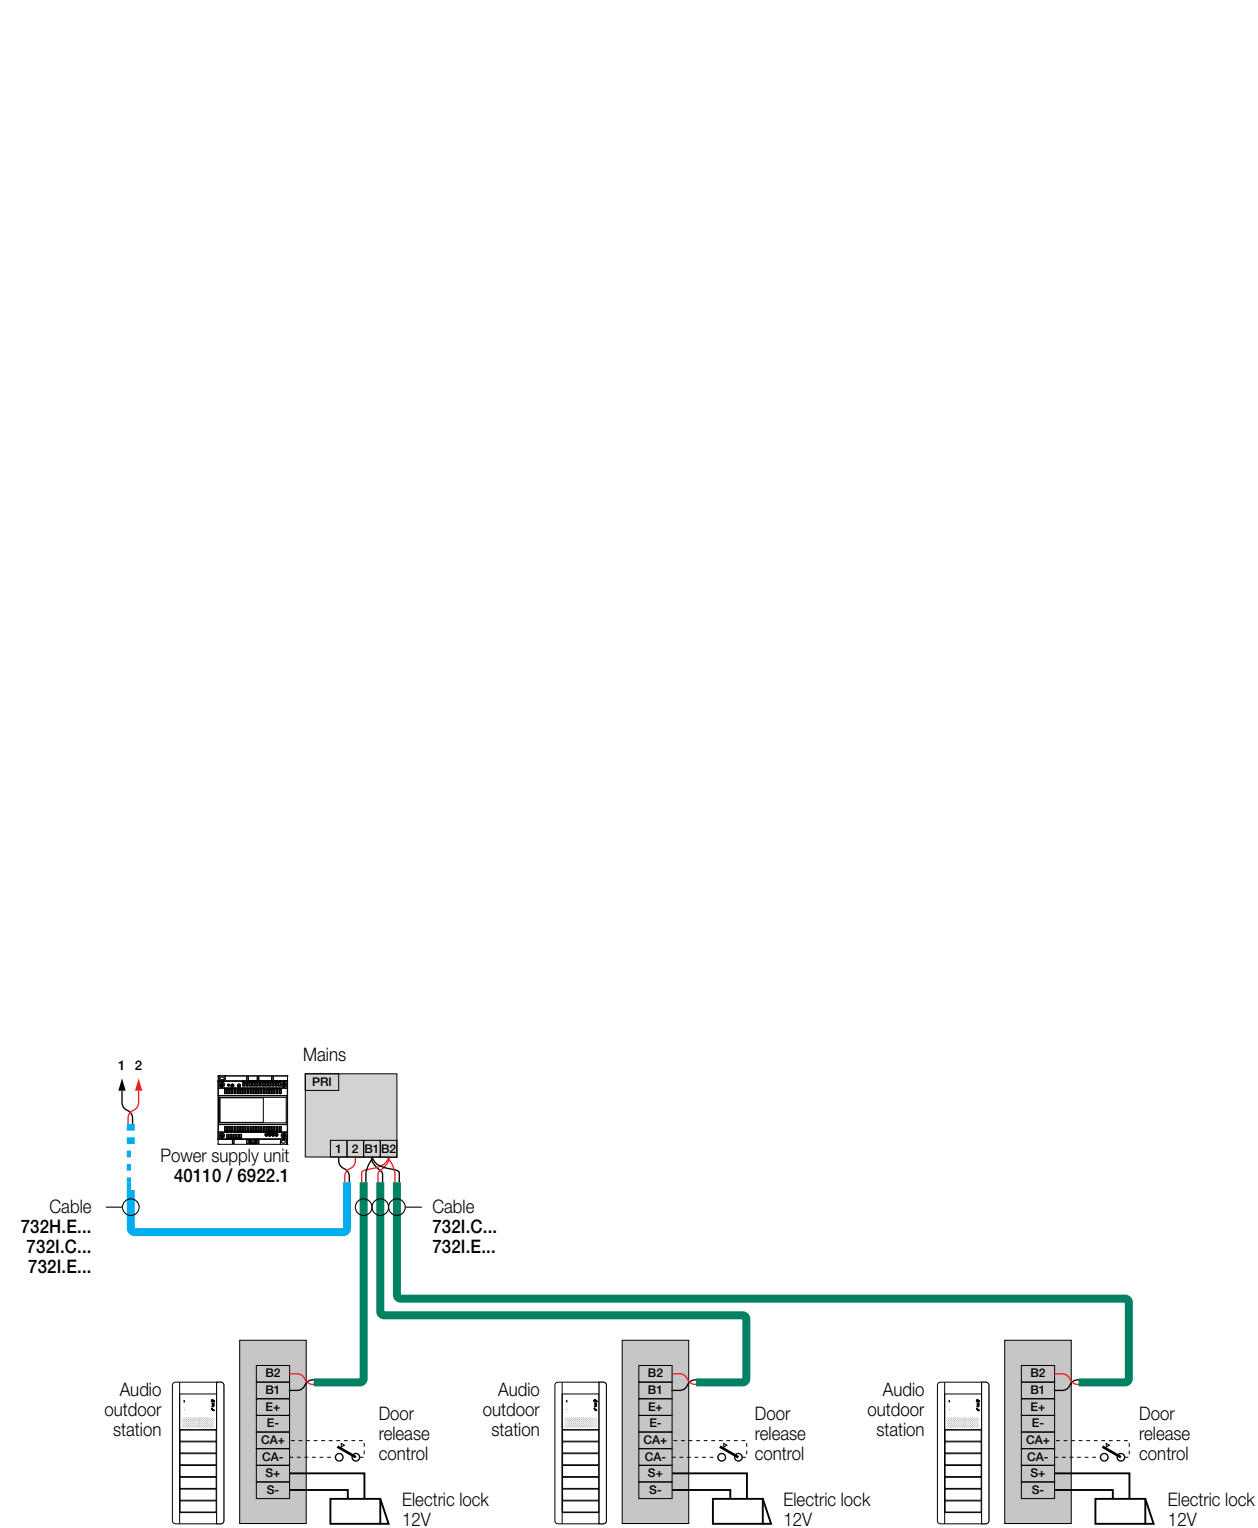 Mains
1 2
PRI
1 2 B1 B2
Power supply unit
40110 / 6922.1
Cable
732H.E...
732I.C...
732I.E...
Cable
732I.C...
732I.E...
Audio
outdoor
station
B2
B1
E+
E-
CA+
CA-
S+
S-
Door
release
control
Electric lock
12V
Audio
outdoor
station
B2
B1
E+
E-
CA+
CA-
S+
S-
Door
release
control
Electric lock
12V
Audio
outdoor
station
B2
B1
E+
E-
CA+
CA-
S+
S-
Door
release
control
Electric lock
12V